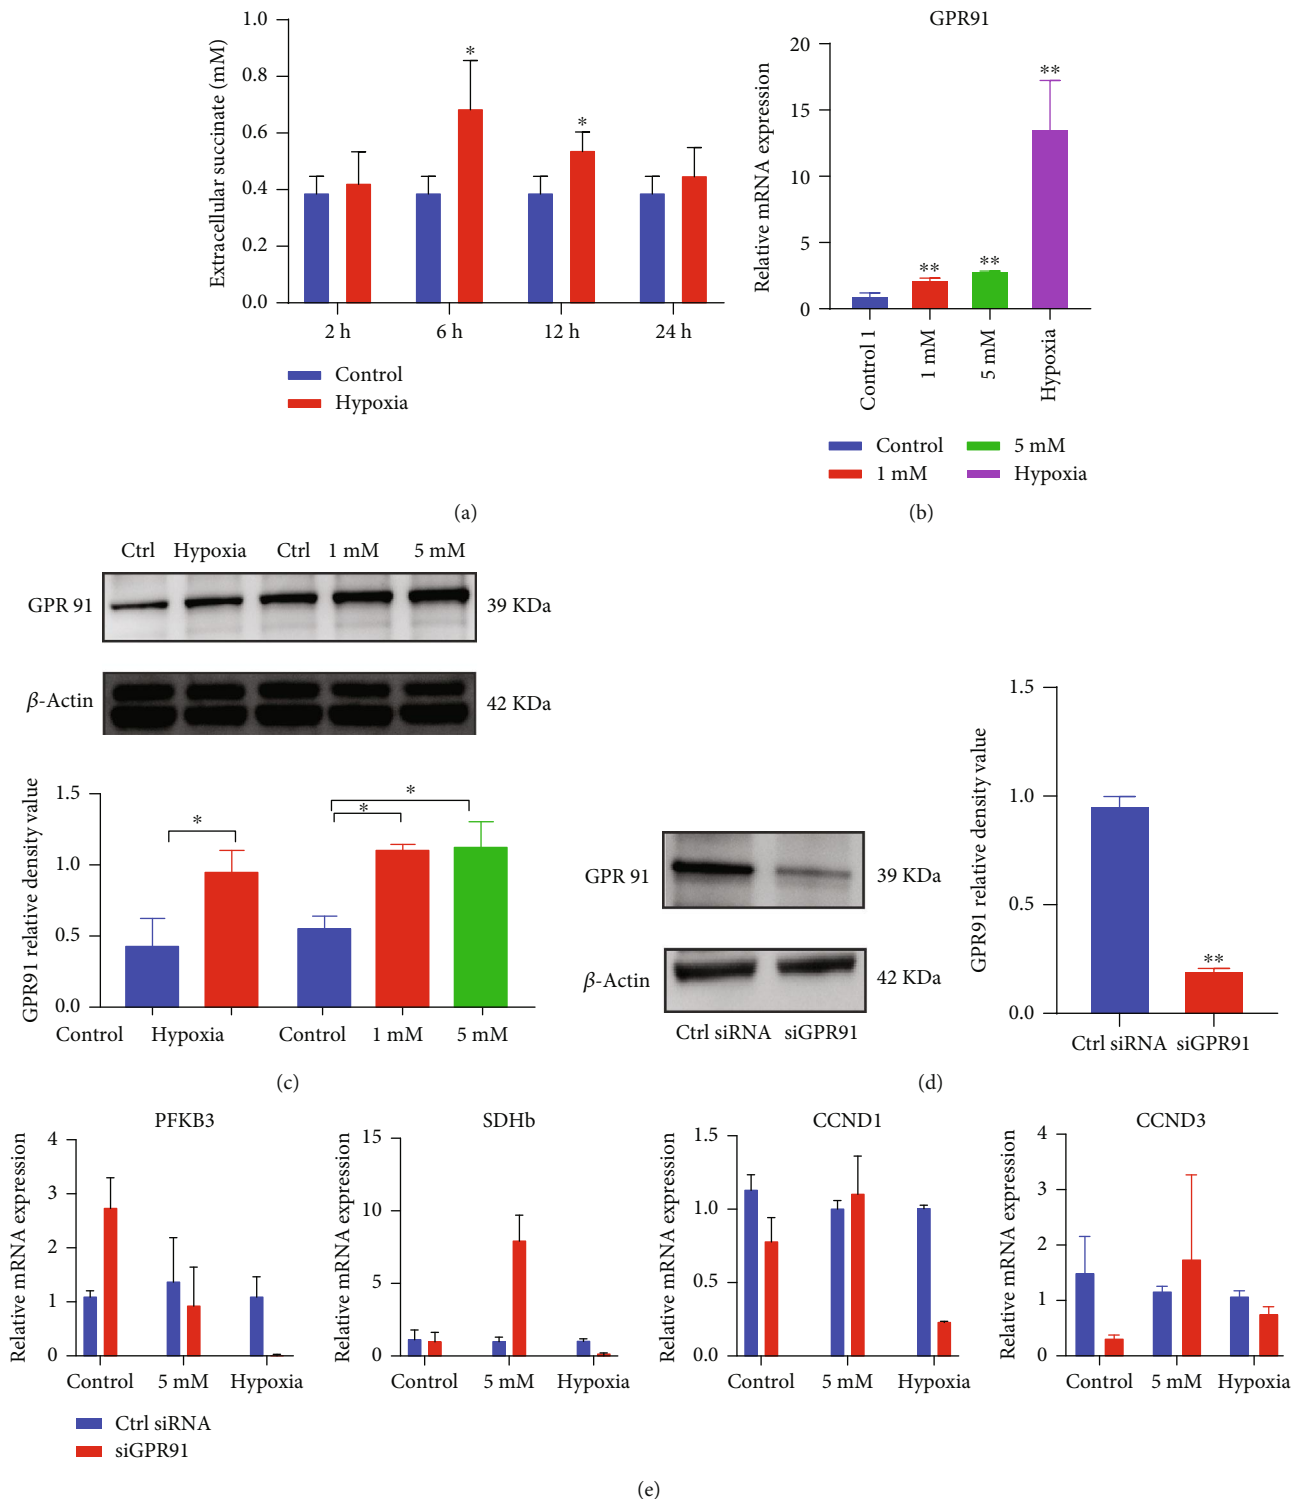 Extracellular succinate (mM)
1.0
0.8
0.6
0.4
0.2
0.0
*
*
2 h 6 h 12 h 24 h
Control
Hypoxia
(a)
GPR91
Relative mRNA expression
20
15
10
5
0
** ** **
Control 1 1 mM 5 mM Hypoxia
Control 5 mM
1 mM Hypoxia
(b)
Ctrl Hypoxia Ctrl 1 mM 5 mM
GPR 91 39 KDa
β-Actin 42 KDa
GPR91 relative density value
1.5
1.0
0.5
0.0
* * *
Control Hypoxia Control 1 mM 5 mM
(c)
GPR 91 39 KDa
β-Actin 42 KDa
Ctrl siRNA siGPR91
GPR91 relative density value
1.5
1.0
0.5
0.0
**
Ctrl siRNA siGPR91
(d)
PFKB3
Relative mRNA expression
4
3
2
1
0
Control 5 mM Hypoxia
SDHb
Relative mRNA expression
15
10
5
0
Control 5 mM Hypoxia
CCND1
Relative mRNA expression
1.5
1.0
0.5
0.0
Control 5 mM Hypoxia
CCND3
Relative mRNA expression
4
3
2
1
0
Control 5 mM Hypoxia
Ctrl siRNA
siGPR91
(e)